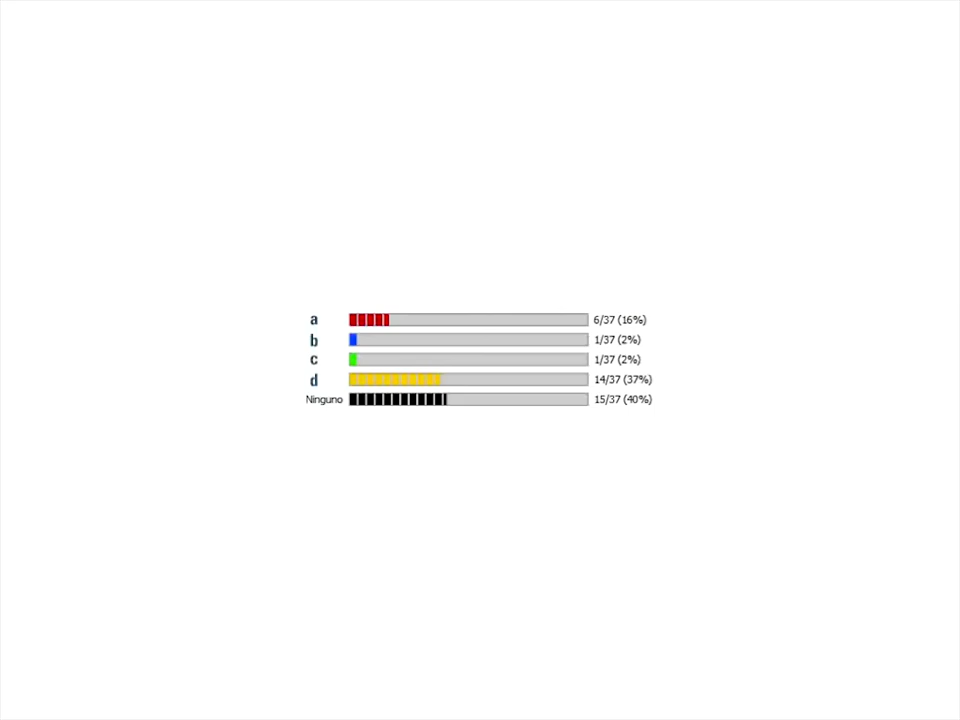 a 6/37 (16%)
b 1/37 (2%)
c 1/37 (2%)
d 14/37 (37%)
Ninguno 15/37 (40%)